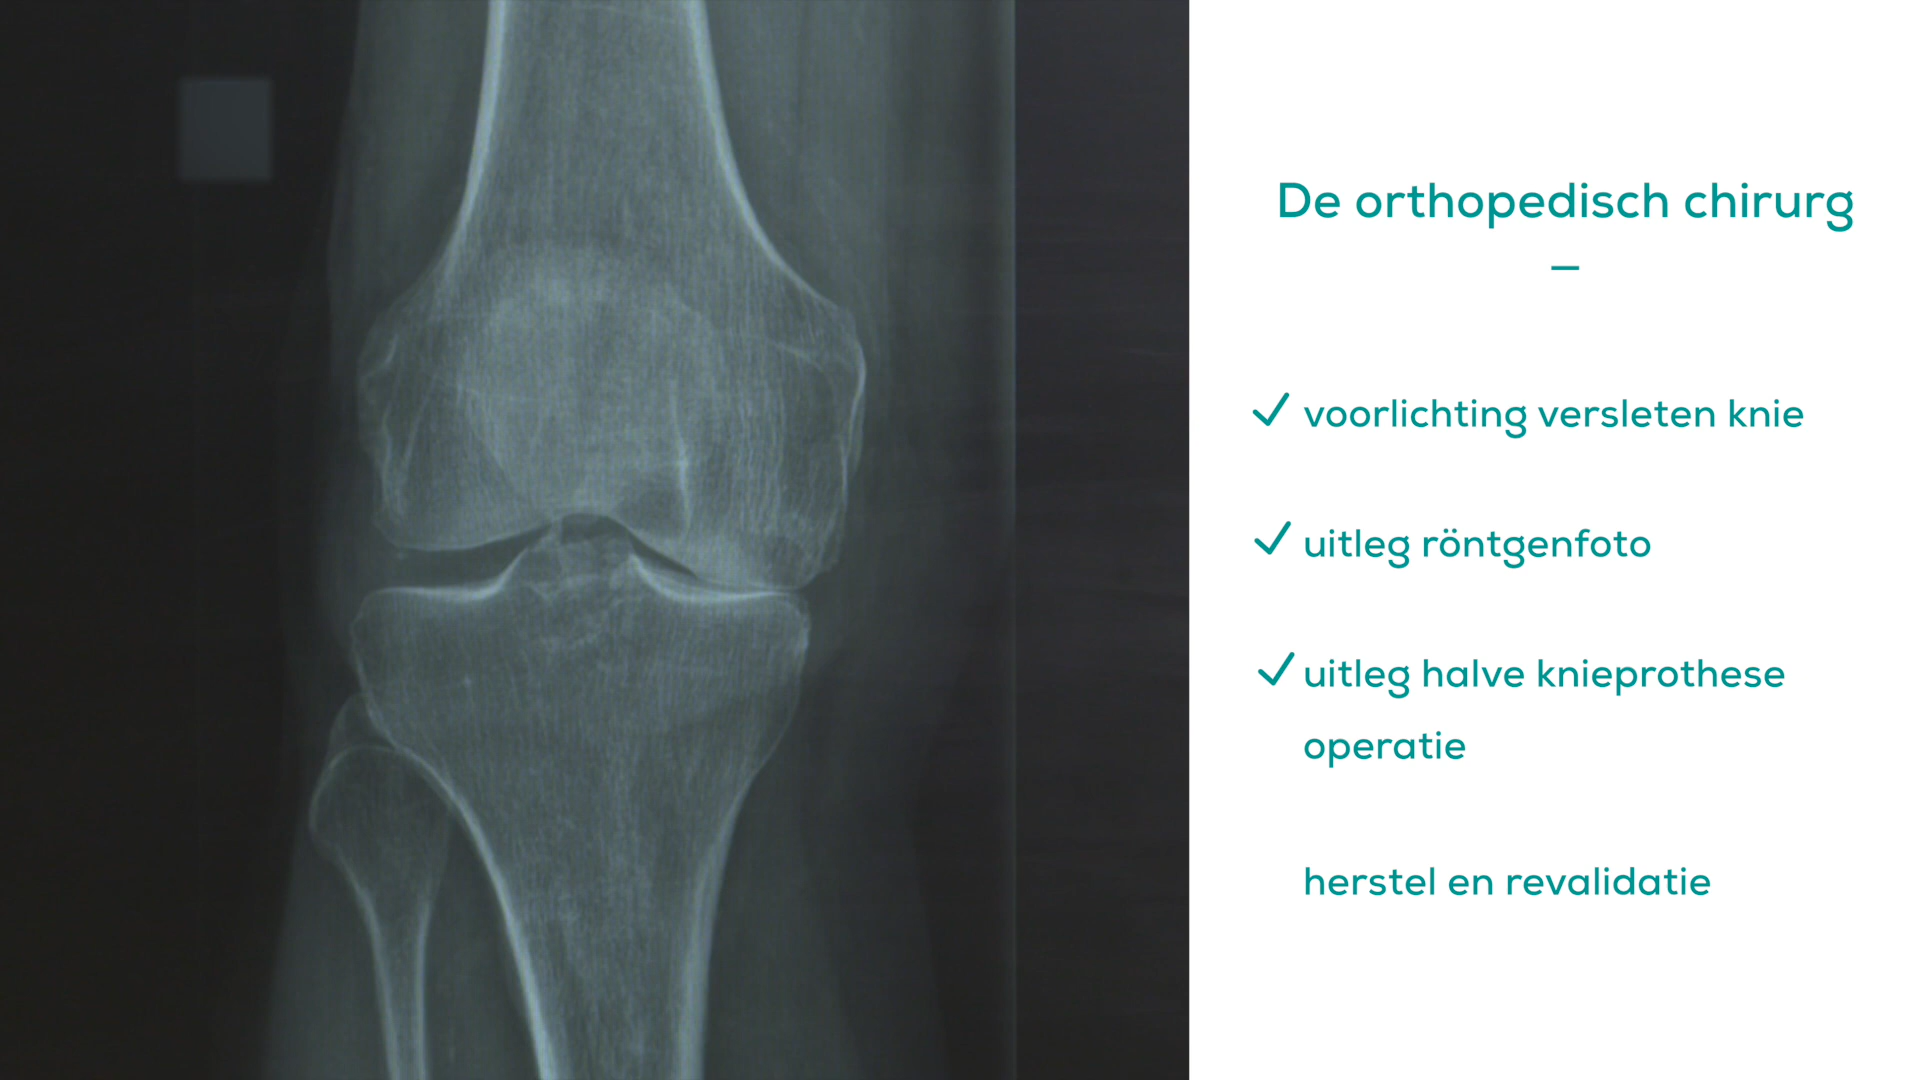 De orthopedisch chirurg
–
✓ voorlichting versleten knie
✓ uitleg röntgenfoto
✓ uitleg halve knieprothese
operatie
herstel en revalidatie